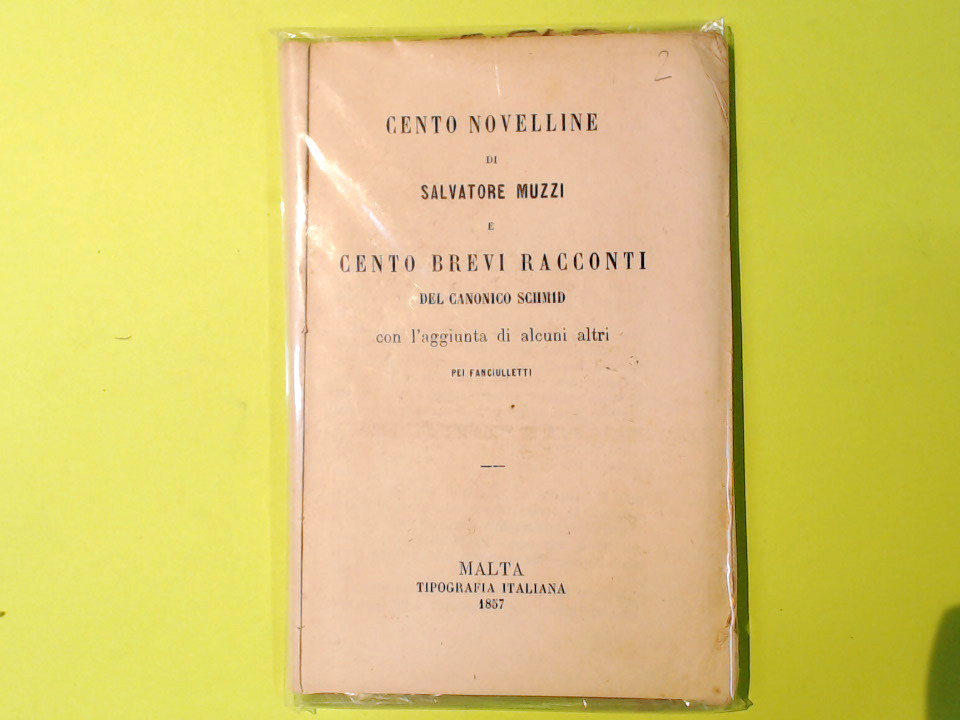 2
CENTO NOVELLINE
DI
SALVATORE MUZZI
E
CENTO BREVI RACCONTI
DEL CANONICO SCHMID
con l'aggiunta di alcuni altri
PEI FANCIULLETTI
MALTA
TIPOGRAFIA ITALIANA
1857